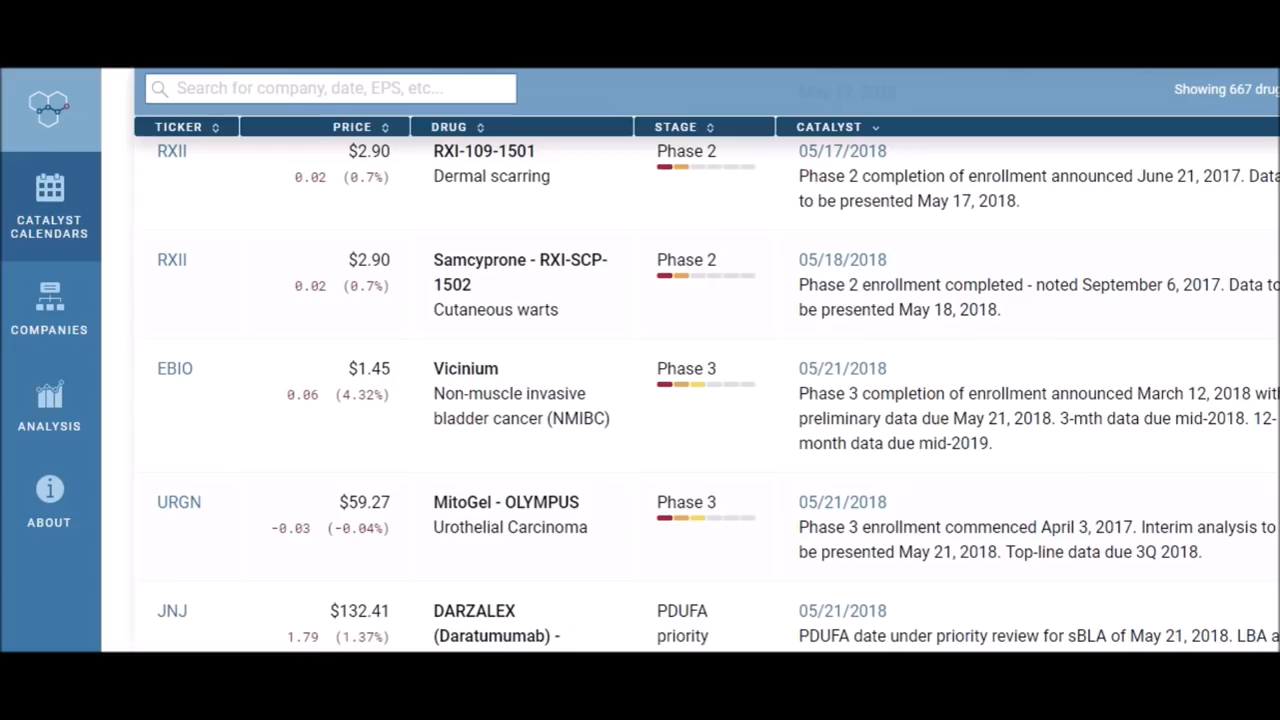 Search for company, date, EPS, etc...
May 17, 2018
Showing 667 drug
TICKER PRICE DRUG STAGE CATALYST
CATALYST
CALENDARS
COMPANIES
ANALYSIS
ABOUT
RXII $2.90 RXI-109-1501 Phase 2 05/17/2018
0.02 (0.7%) Dermal scarring Phase 2 completion of enrollment announced June 21, 2017. Data
to be presented May 17, 2018.
RXII $2.90 Samcyprone - RXI-SCP- Phase 2 05/18/2018
0.02 (0.7%) 1502 Phase 2 enrollment completed - noted September 6, 2017. Data to
Cutaneous warts be presented May 18, 2018.
EBIO $1.45 Vicinium Phase 3 05/21/2018
0.06 (4.32%) Non-muscle invasive Phase 3 completion of enrollment announced March 12, 2018 wit
bladder cancer (NMIBC) preliminary data due May 21, 2018. 3-mth data due mid-2018. 12-
month data due mid-2019.
URGN $59.27 MitoGel - OLYMPUS Phase 3 05/21/2018
-0.03 (-0.04%) Urothelial Carcinoma Phase 3 enrollment commenced April 3, 2017. Interim analysis to
be presented May 21, 2018. Top-line data due 3Q 2018.
JNJ $132.41 DARZALEX PDUFA 05/21/2018
1.79 (1.37%) (Daratumumab) - priority PDUFA date under priority review for sBLA of May 21, 2018. LBA a